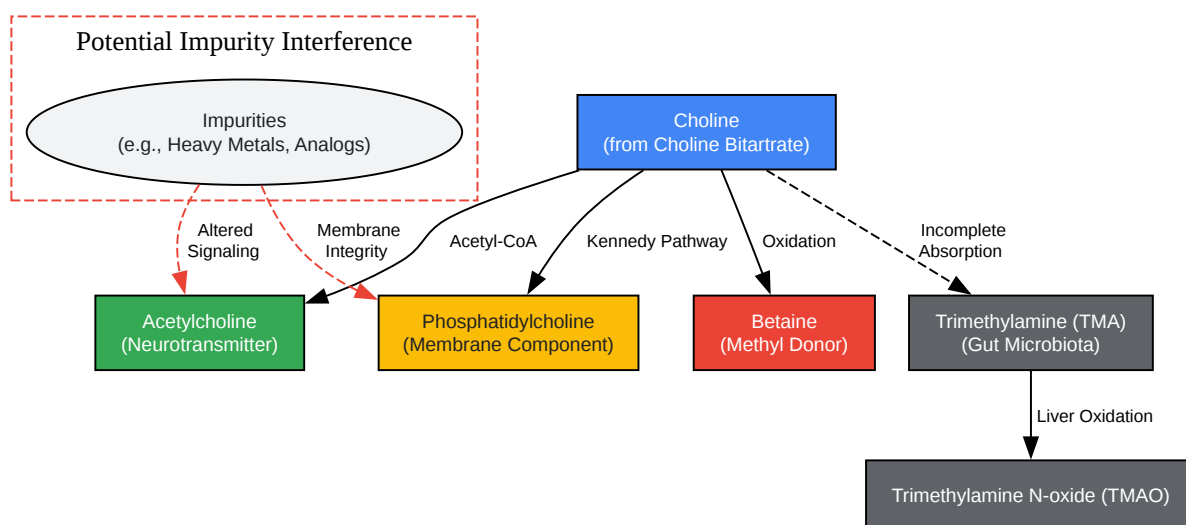 Potential Impurity Interference
Impurities
(e.g., Heavy Metals, Analogs)
Choline
(from Choline Bitartrate)
Altered
Signaling
Membrane
Integrity
Acetyl-CoA
Kennedy Pathway
Oxidation
Incomplete
Absorption
Acetylcholine
(Neurotransmitter)
Phosphatidylcholine
(Membrane Component)
Betaine
(Methyl Donor)
Trimethylamine (TMA)
(Gut Microbiota)
Liver Oxidation
Trimethylamine N-oxide (TMAO)